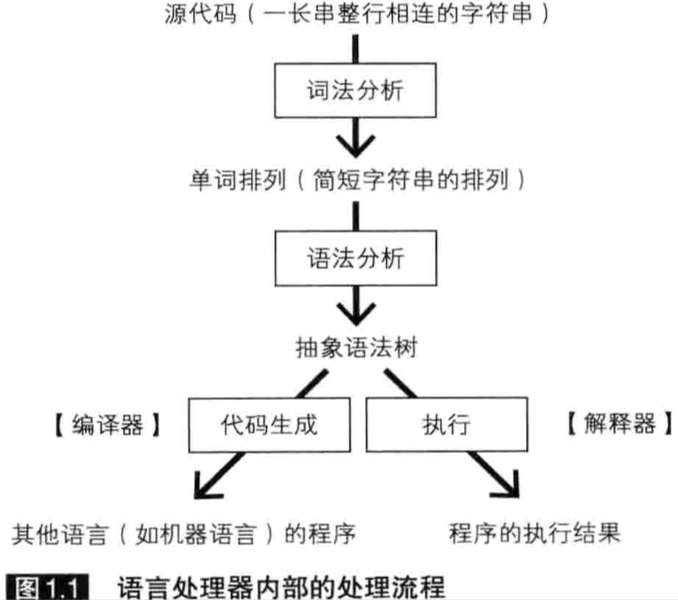 源代码（一长串整行相连的字符串）
词法分析
单词排列（简短字符串的排列）
语法分析
抽象语法树
【编译器】 代码生成 执行 【解释器】
其他语言（如机器语言）的程序 程序的执行结果
图1.1 语言处理器内部的处理流程